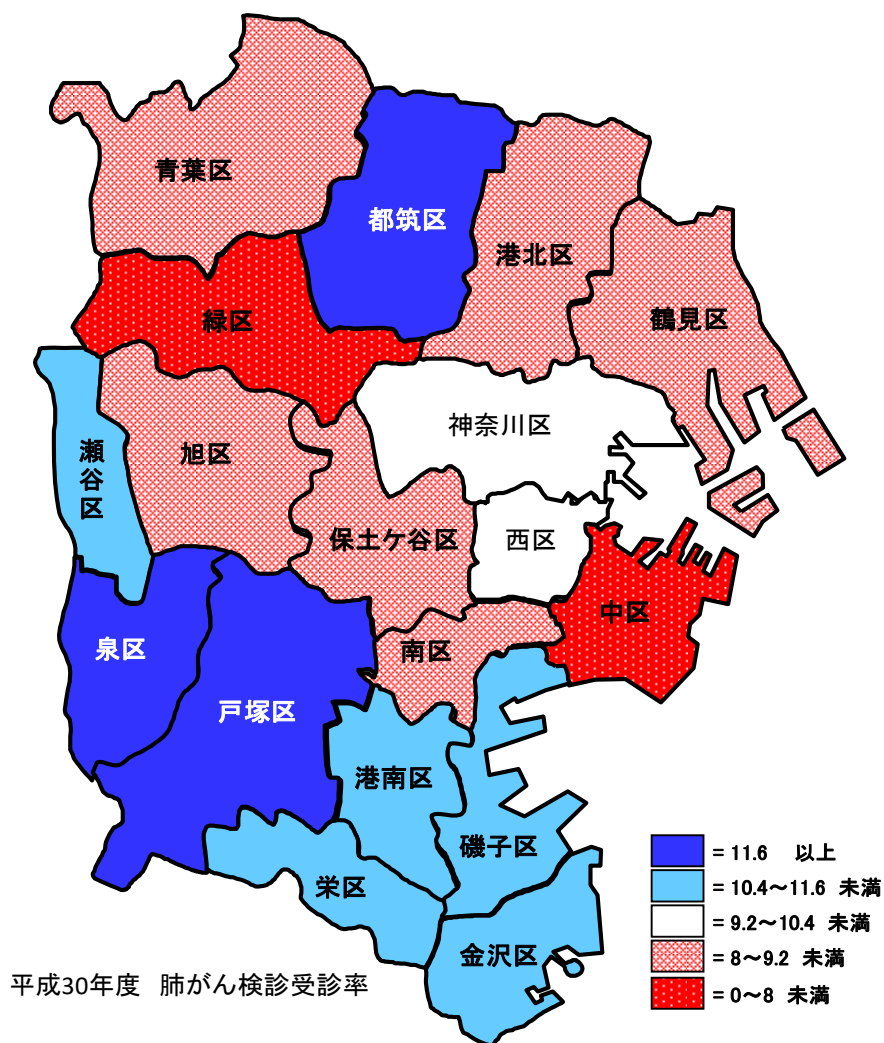 青葉区
都筑区
港北区
緑区
鶴見区
神奈川区
瀬谷区
旭区
保土ケ谷区
西区
中区
泉区
南区
戸塚区
港南区
磯子区
栄区
金沢区
= 11.6 以上
= 10.4～11.6 未満
= 9.2～10.4 未満
= 8～9.2 未満
= 0～8 未満
平成30年度 肺がん検診受診率